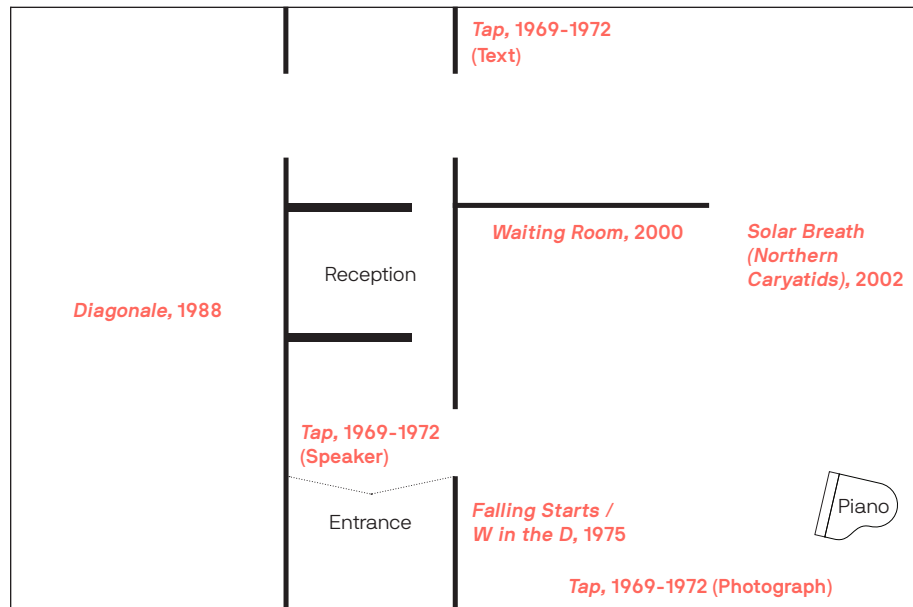 Tap, 1969-1972
(Text)
Waiting Room, 2000
Solar Breath
(Northern
Caryatids), 2002
Reception
Diagonale, 1988
Tap, 1969-1972
(Speaker)
Entrance
Falling Starts /
W in the D, 1975
Piano
Tap, 1969-1972 (Photograph)